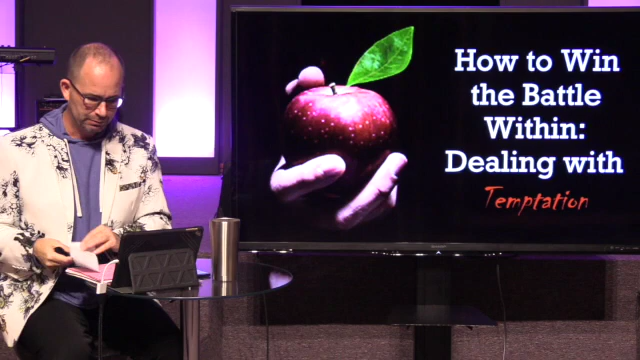 How to Win
the Battle
Within:
Dealing with
Temptation